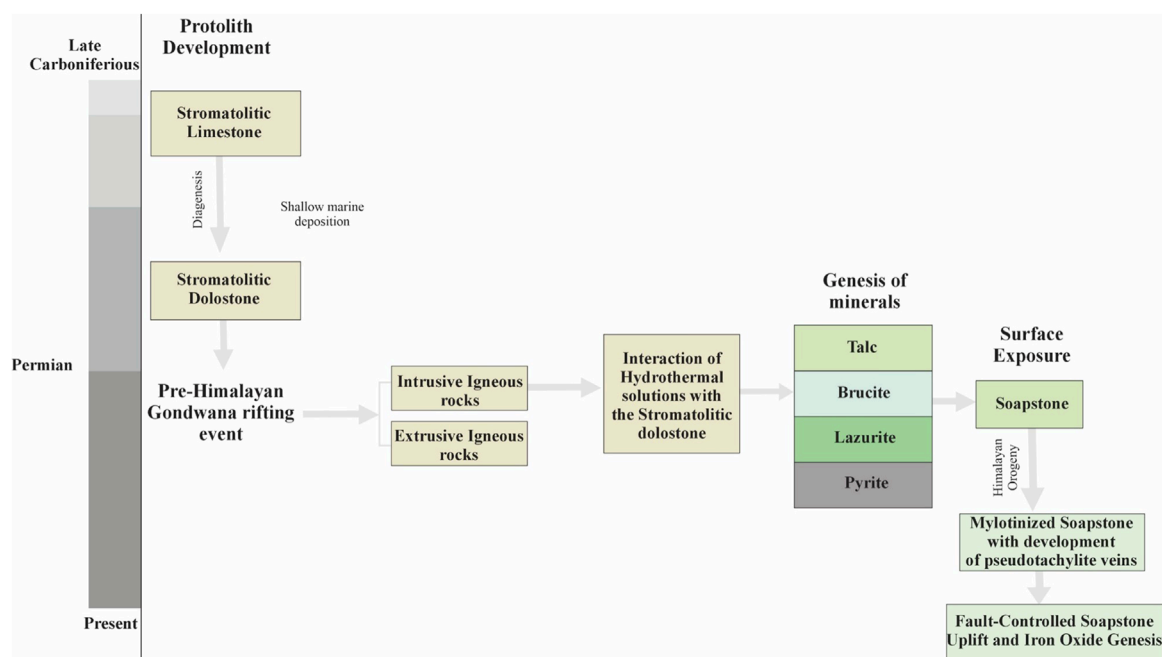 Late
Carboniferious
Protolith
Development
Stromatolitic
Limestone
Diagenesis
Shallow marine
deposition
Stromatolitic
Dolostone
Permian
Pre-Himalayan
Gondwana rifting
event
Intrusive Igneous
rocks
Extrusive Igneous
rocks
Interaction of
Hydrothermal
solutions with
the Stromatolitic
dolostone
Genesis of
minerals
Talc
Brucite
Lazurite
Pyrite
Surface
Exposure
Soapstone
Himalayan
Orogeny
Mylotinized Soapstone
with development
of pseudotachylite veins
Fault-Controlled Soapstone
Uplift and Iron Oxide Genesis
Present